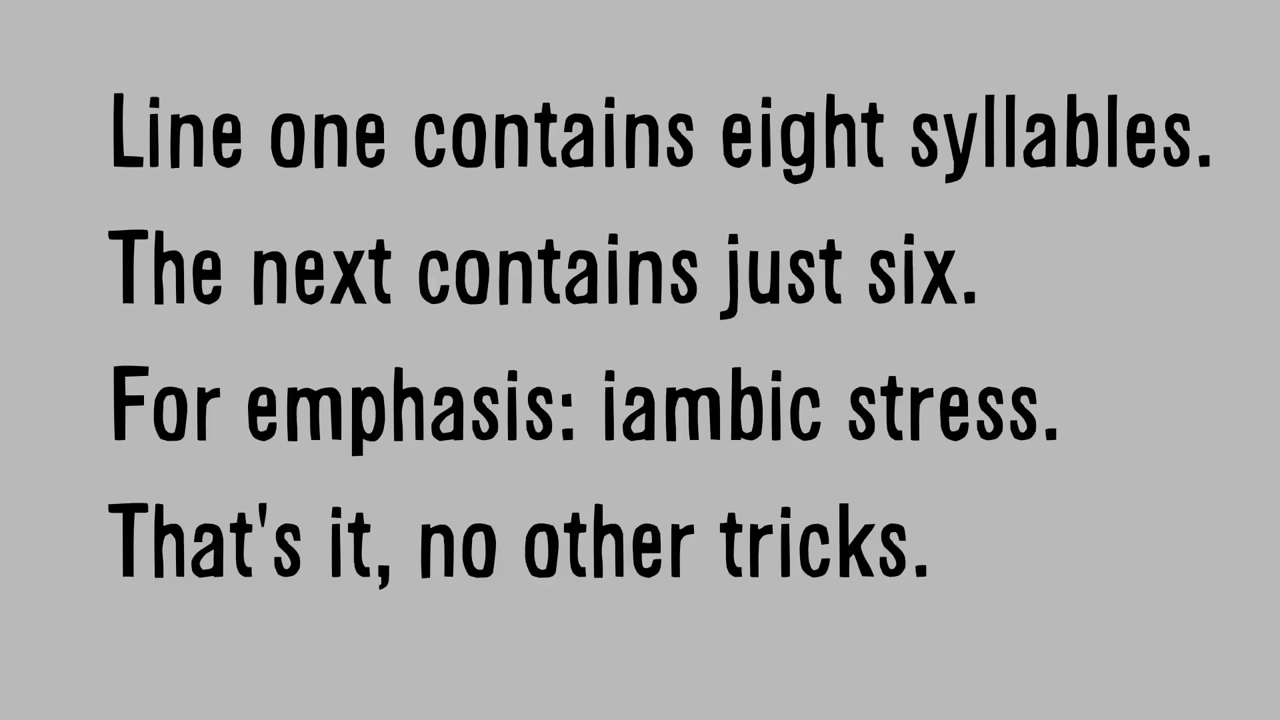 Line one contains eight syllables.
The next contains just six.
For emphasis: iambic stress.
That's it, no other tricks.